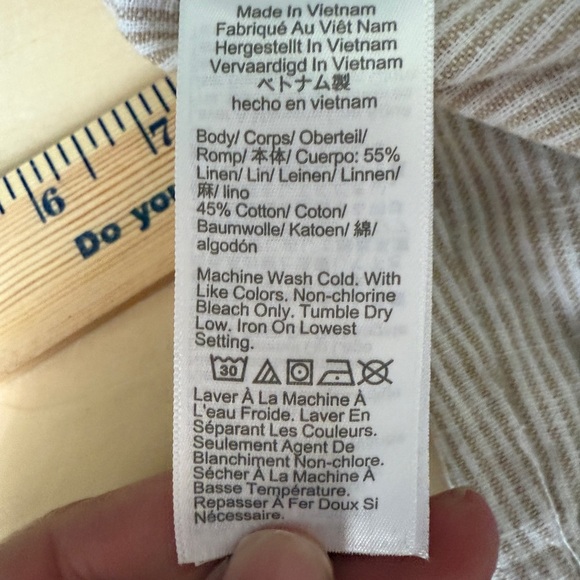 Made In Vietnam
Fabriqué Au Viêt Nam
Hergestellt In Vietnam
Vervaardigd In Vietnam
ベトナム製
hecho en vietnam
Body/ Corps/ Oberteil/
Romp/ 本体/ Cuerpo: 55%
Linen/ Lin/ Leinen/ Linnen/
麻/ lino
45% Cotton/ Coton/
Baumwolle/ Katoen/ 綿/
algodón
Machine Wash Cold. With
Like Colors. Non-chlorine
Bleach Only. Tumble Dry
Low. Iron On Lowest
Setting.
30
Laver À La Machine À
L'eau Froide. Laver En
Séparant Les Couleurs.
Seulement Agent De
Blanchiment Non-chlore.
Sécher À La Machine À
Basse Température.
Repasser À Fer Doux Si
Nécessaire.
6 7
Do you